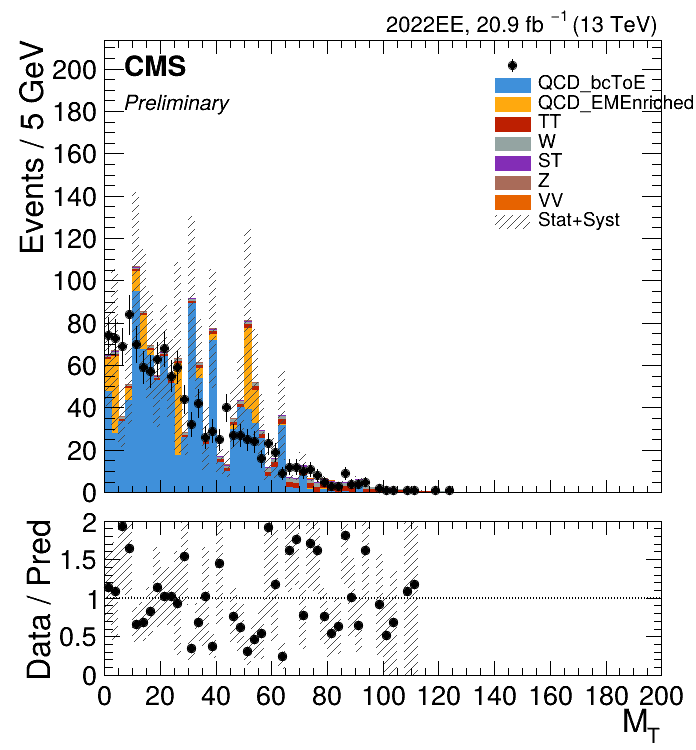 2022EE, 20.9 fb⁻¹ (13 TeV)
CMS
Preliminary
QCD_bcToE
QCD_EMEnriched
TT
W
ST
Z
VV
Stat+Syst
Events / 5 GeV
200
180
160
140
120
100
80
60
40
20
0
Data / Pred
2
1.5
1
0.5
0
0 20 40 60 80 100 120 140 160 180 200
M_T